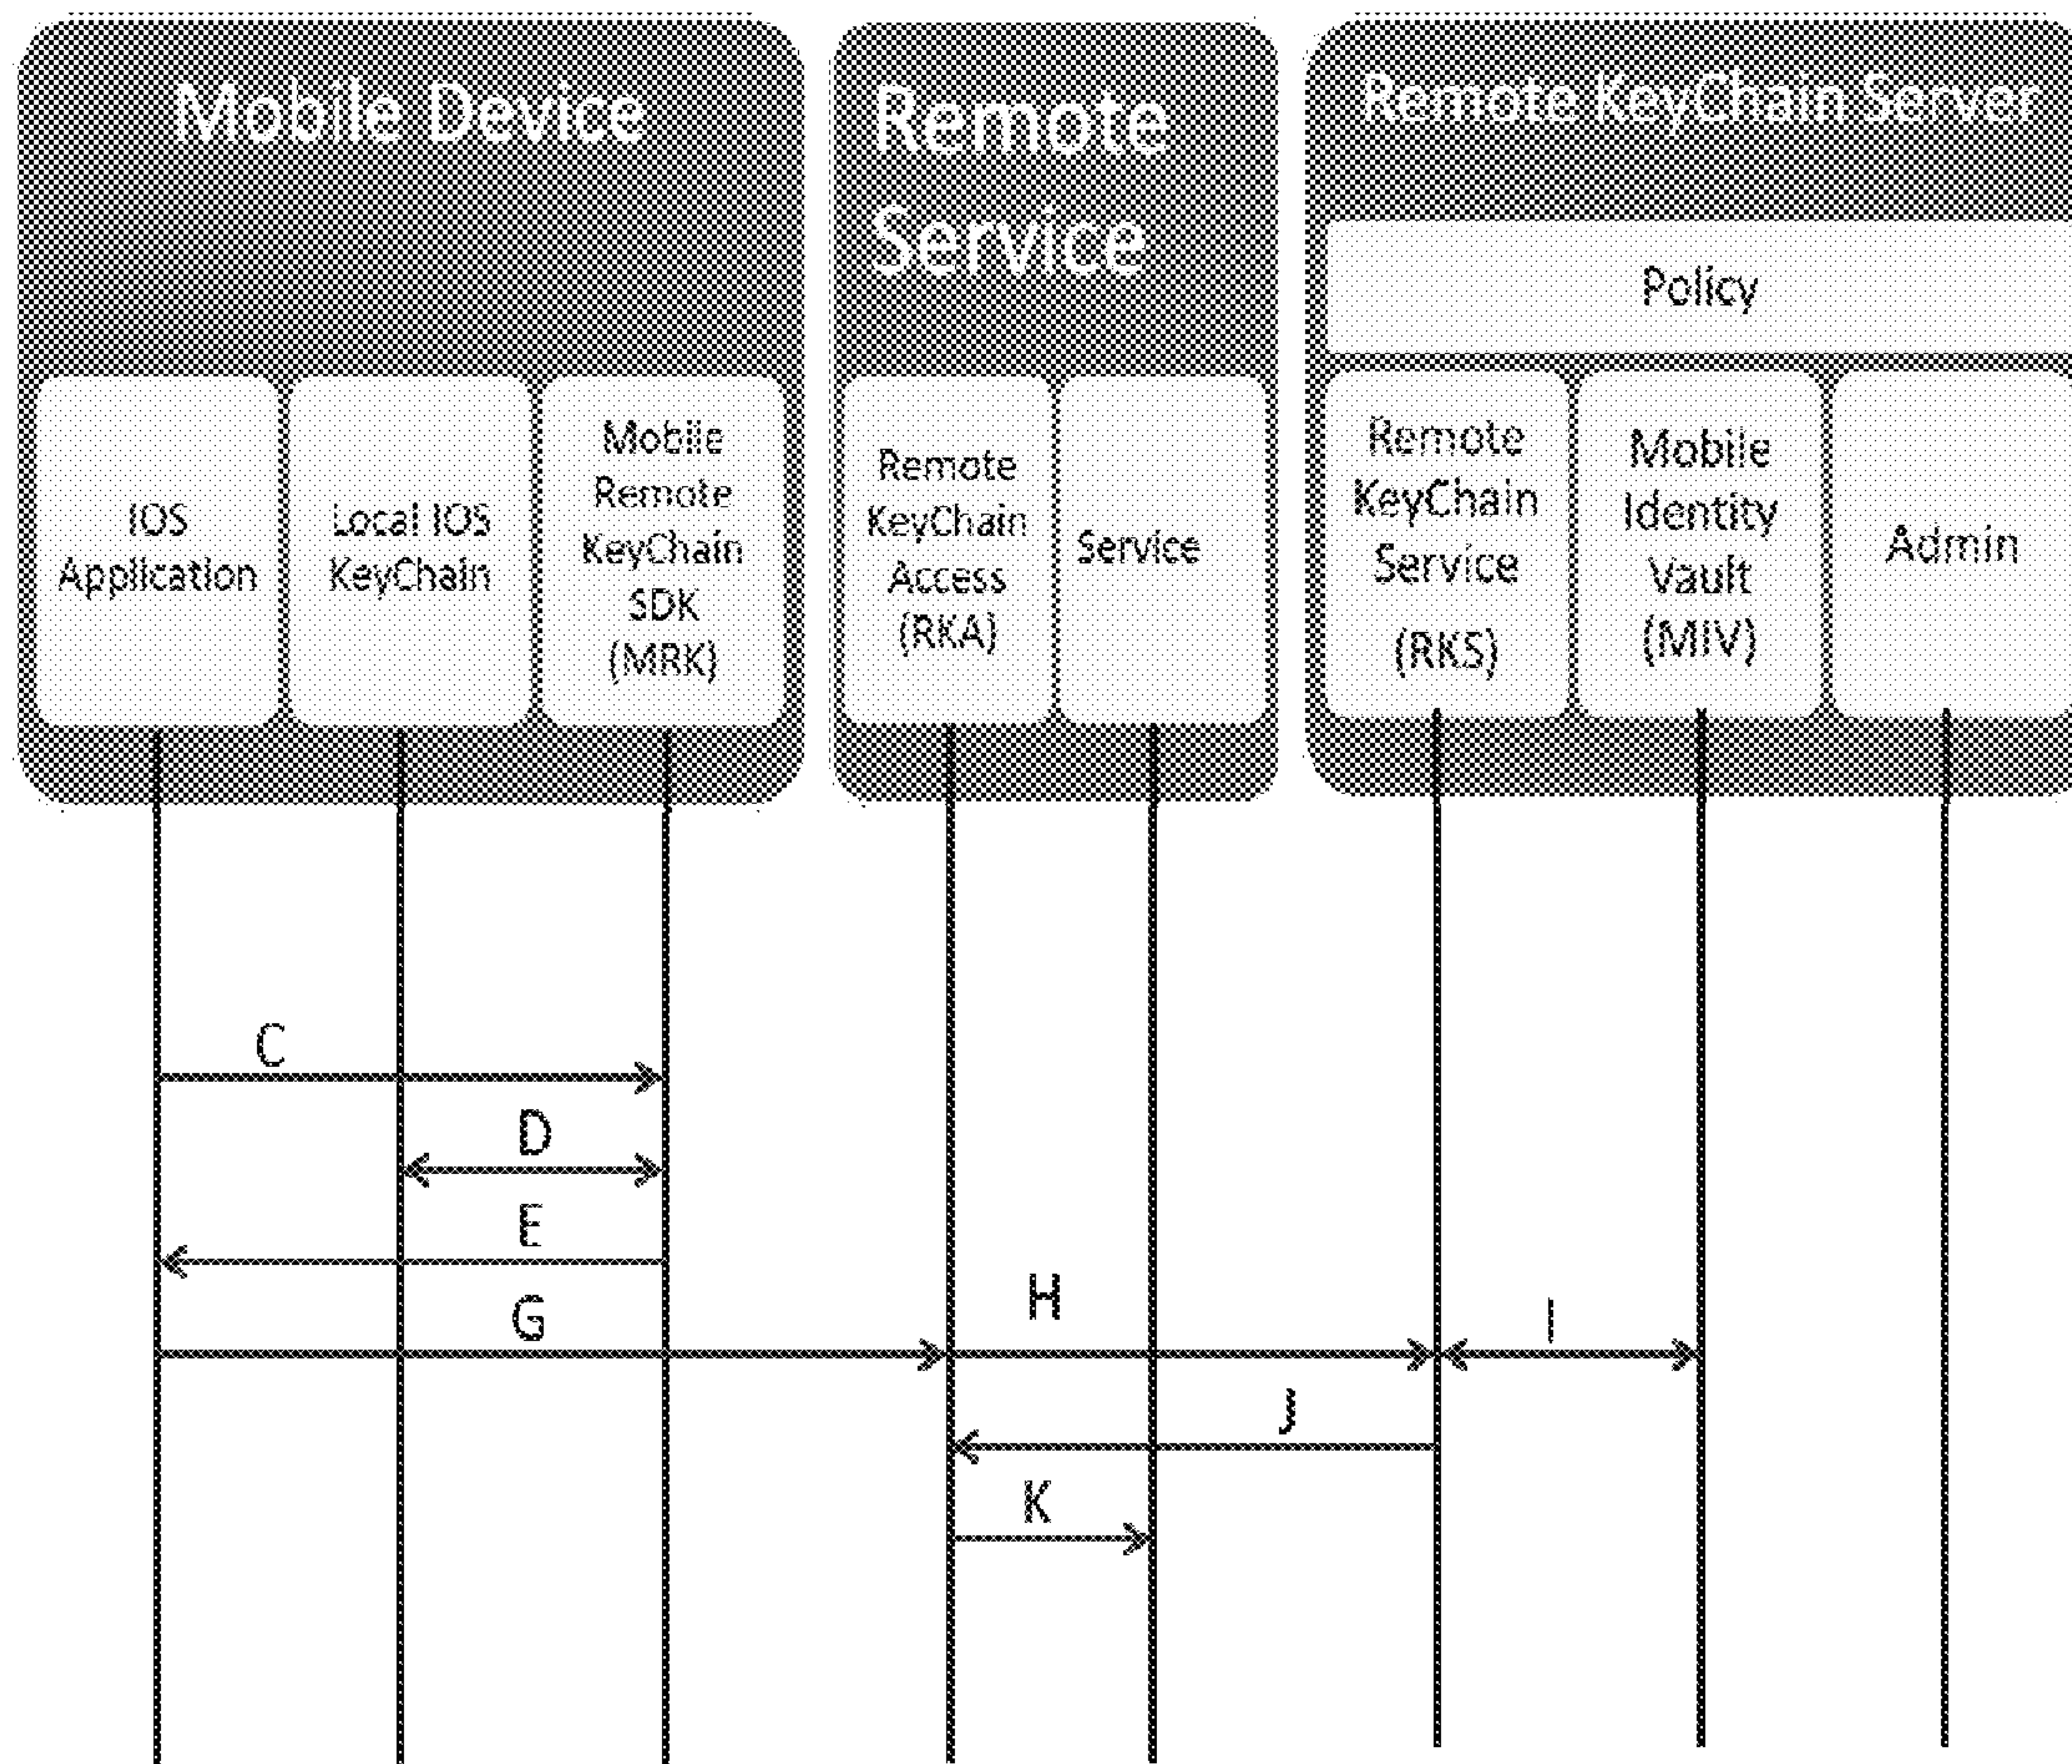 Mobile Device
Remote
Service
Remote KeyChain Server
Policy
IOS
Application
Local IOS
KeyChain
Mobile
Remote
KeyChain
SDK
(MRK)
Remote
KeyChain
Access
(RKA)
Service
Remote
KeyChain
Service
(RKS)
Mobile
Identity
Vault
(MIV)
Admin
C
D
E
G
H
I
J
K